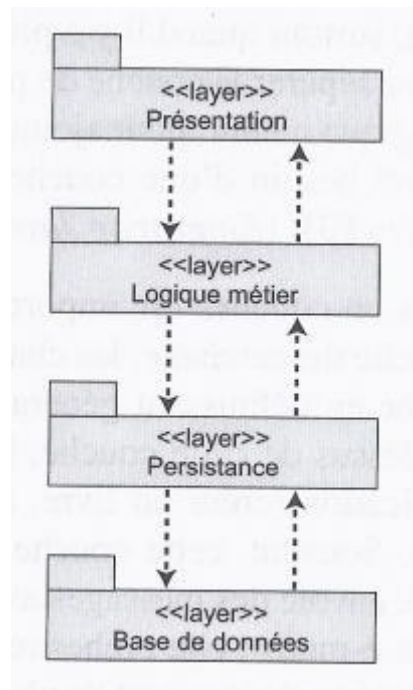 <<layer>>
Présentation
<<layer>>
Logique métier
<<layer>>
Persistance
<<layer>>
Base de données